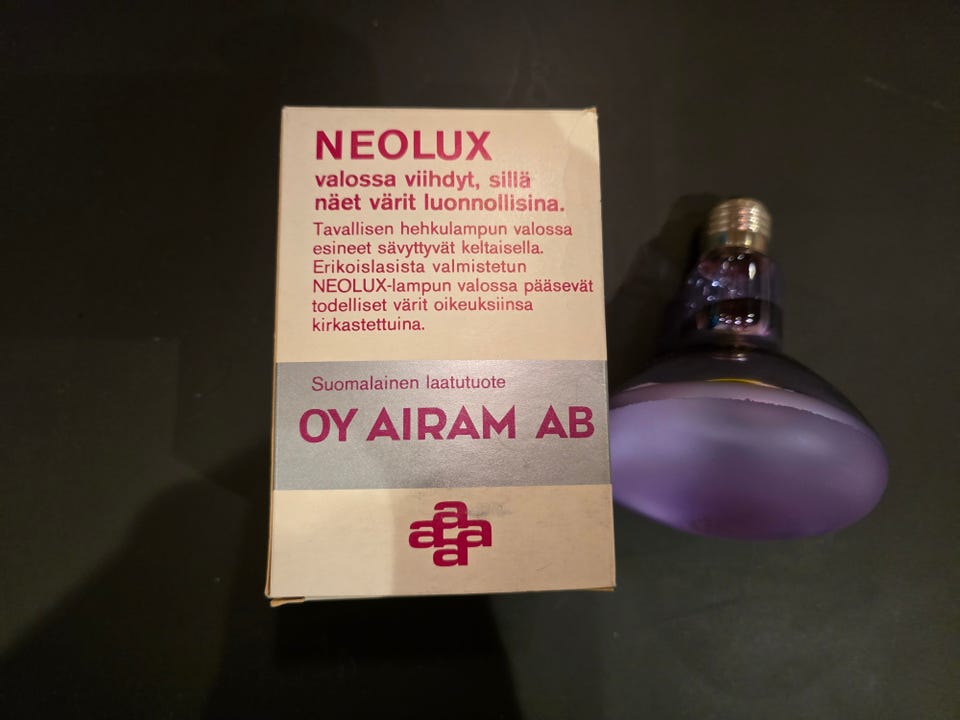 NEOLUX
valossa viihdyt, sillä
näet värit luonnollisina.
Tavallisen hehkulampun valossa
esineet sävyttyvät keltaisella.
Erikoislasista valmistetun
NEOLUX-lampun valossa pääsevät
todelliset värit oikeuksiinsa
kirkastettuina.
Suomalainen laatutuote
OY AIRAM AB
a
a a
a